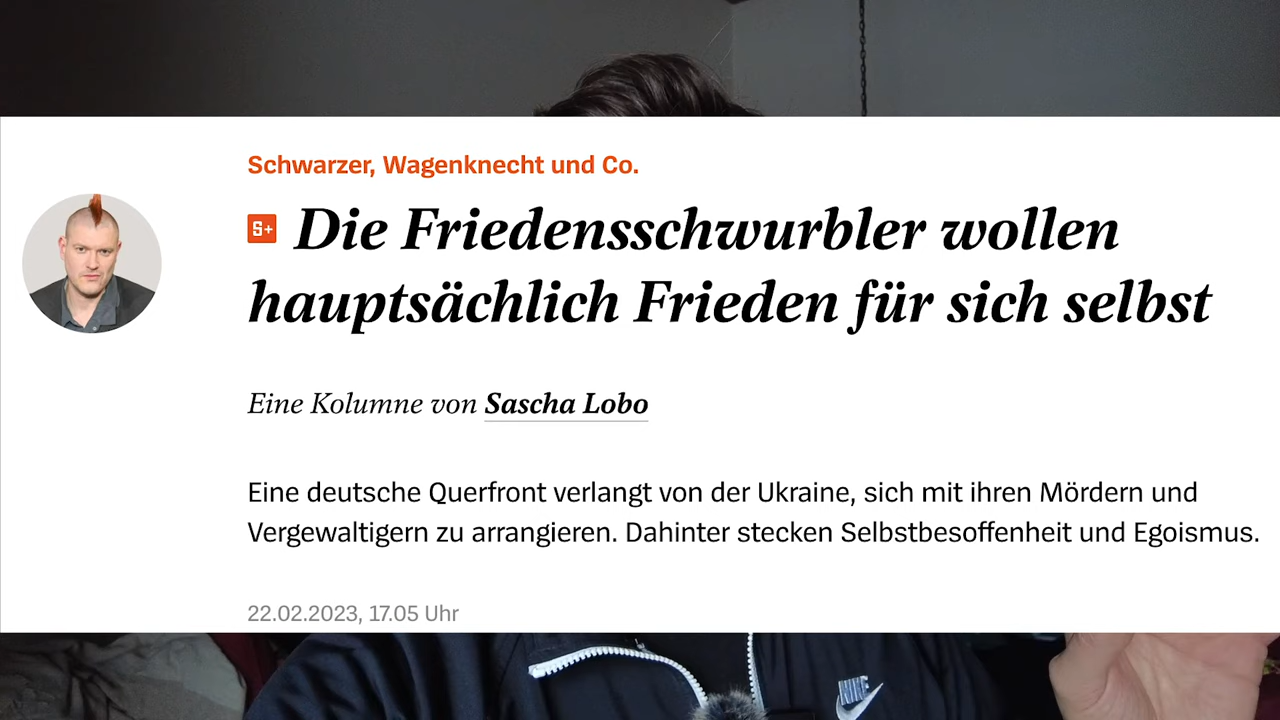 Schwarzer, Wagenknecht und Co.
S+ Die Friedensschwurbler wollen
hauptsächlich Frieden für sich selbst
Eine Kolumne von Sascha Lobo
Eine deutsche Querfront verlangt von der Ukraine, sich mit ihren Mördern und
Vergewaltigern zu arrangieren. Dahinter stecken Selbstbesoffenheit und Egoismus.
22.02.2023, 17.05 Uhr
NIKE